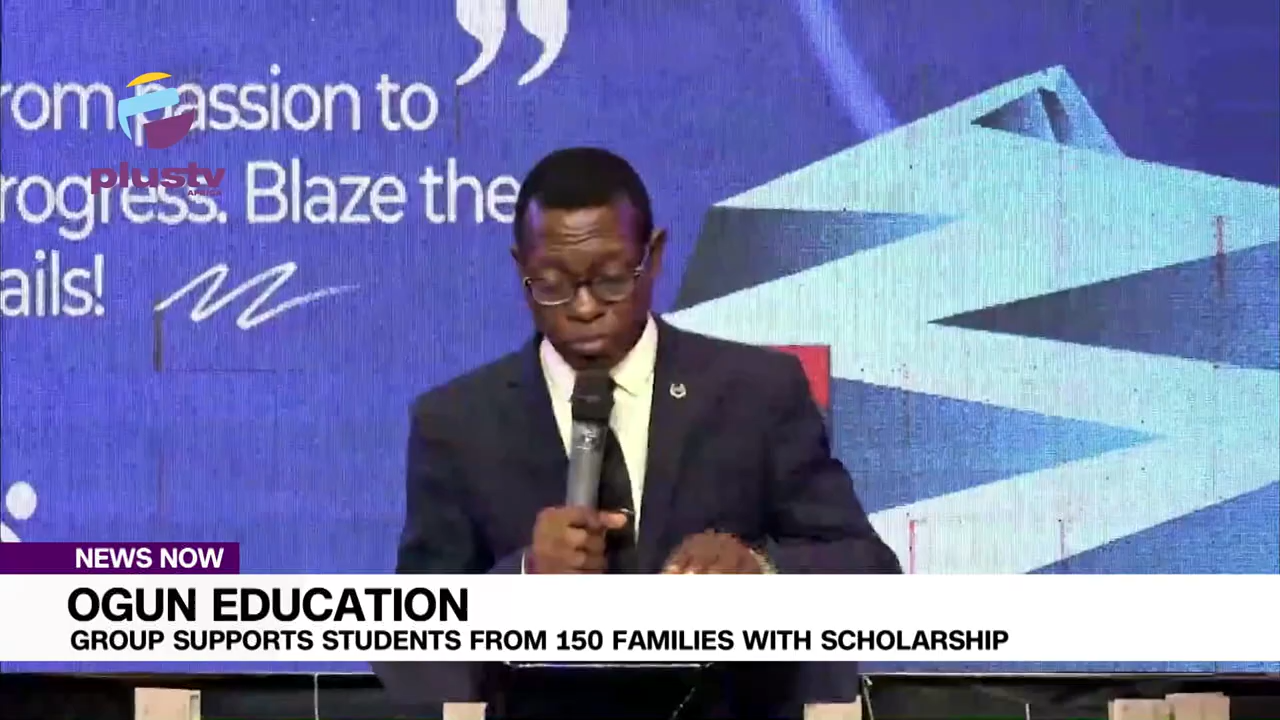 ”
rom passion to
rogress. Blaze the
ails!
plustv
AFRICA
NEWS NOW
OGUN EDUCATION
GROUP SUPPORTS STUDENTS FROM 150 FAMILIES WITH SCHOLARSHIP